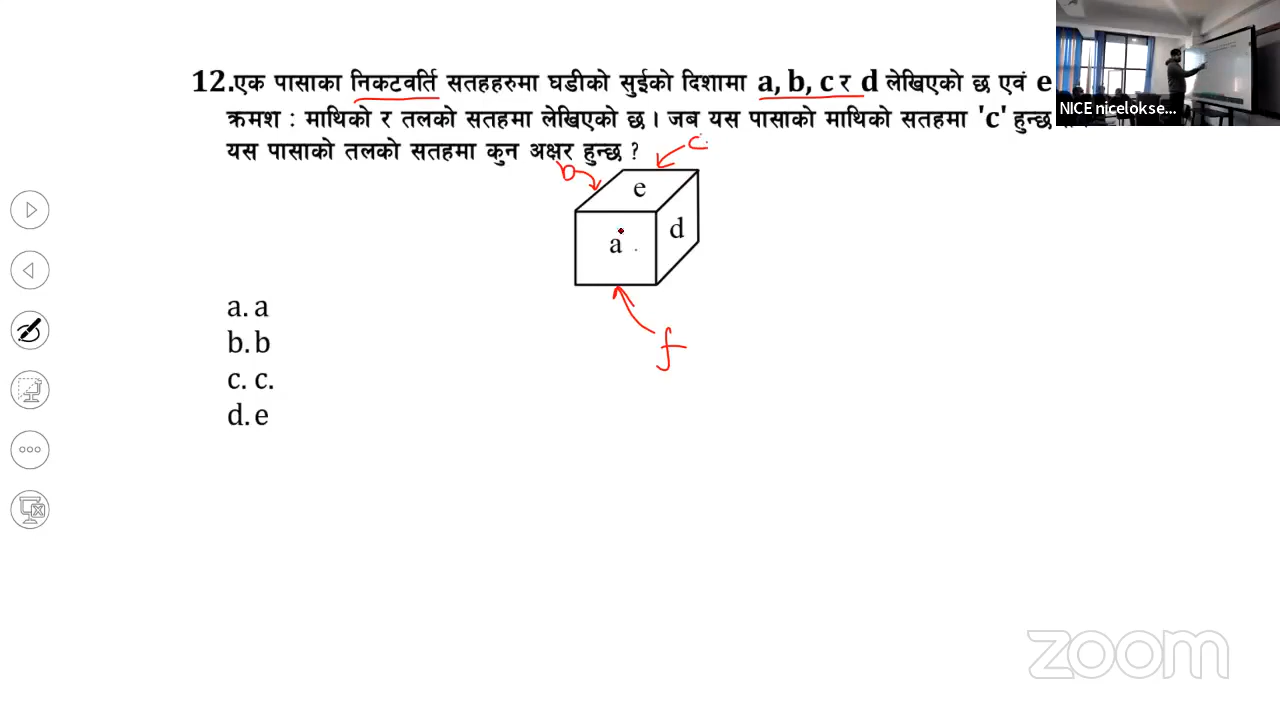 12.एक पासाका निकटवर्ति सतहहरुमा घडीको सुईको दिशामा a, b, c र d लेखिएको छ एवं e
क्रमश : माथिको र तलको सतहमा लेखिएको छ। जब यस पासाको माथिको सतहमा 'c' हुन्छ
यस पासाको तलको सतहमा कुन अक्षर हुन्छ ?
b
c
e
a
d
f
a. a
b. b
c. c.
d. e
NICE nicelokse...
zoom